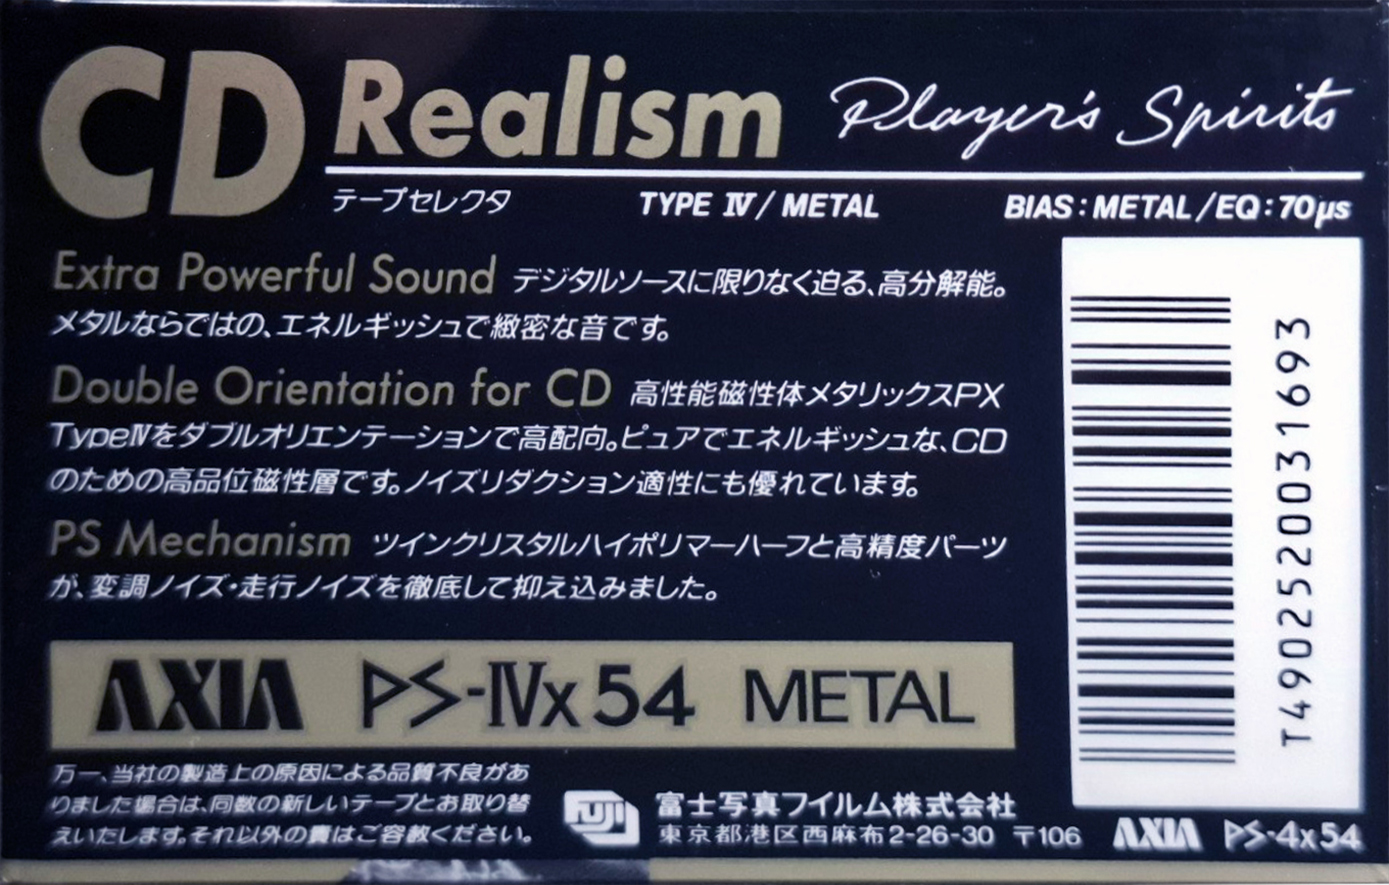 CD Realism Player's Spirits
テープセレクタ TYPE Ⅳ/METAL BIAS:METAL/EQ:70μs
Extra Powerful Sound デジタルソースに限りなく迫る、高分解能。
メタルならではの、エネルギッシュで緻密な音です。
Double Orientation for CD 高性能磁性体メタリックスPX
TypeⅣをダブルオリエンテーションで高配向。ピュアでエネルギッシュな、CD
のための高品位磁性層です。ノイズリダクション適性にも優れています。
PS Mechanism ツインクリスタルハイポリマーハーフと高精度パーツ
が、変調ノイズ・走行ノイズを徹底して抑え込みました。
AXIA PS-Ⅳx 54 METAL
万一、当社の製造上の原因による品質不良があ
りました場合は、同数の新しいテープとお取り替
えいたします。それ以外の責はご容赦ください。
FUJI 富士写真フイルム株式会社
東京都港区西麻布2-26-30 〒106
T4902520031693
AXIA PS-4x54